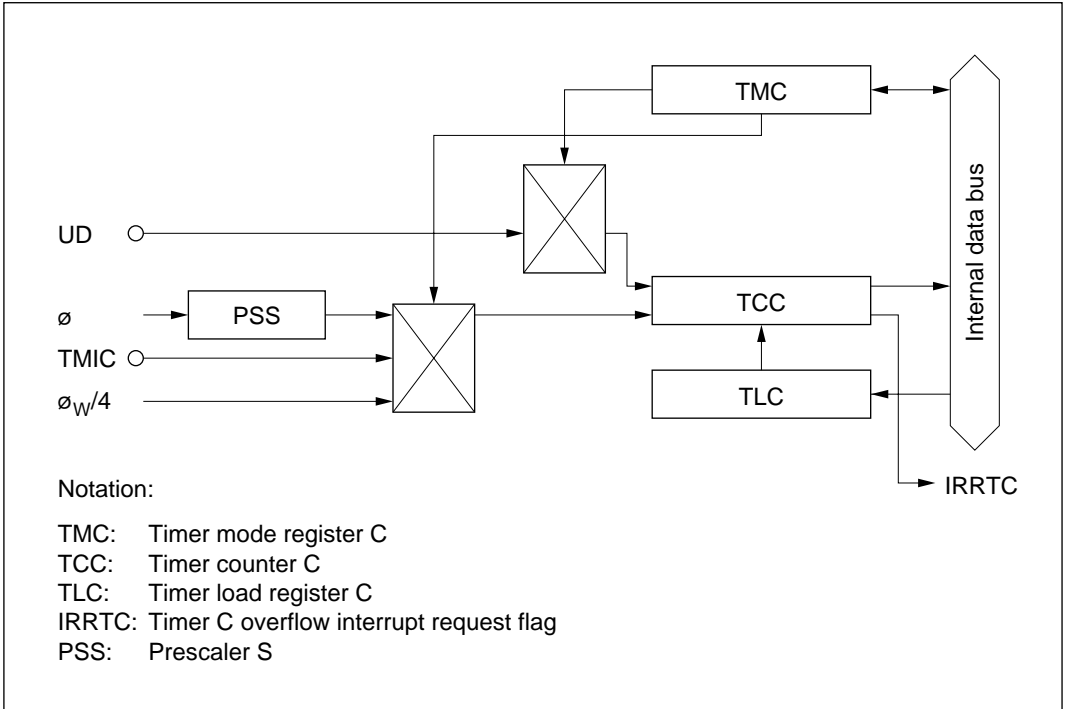 TMC
UD
TCC
ø
PSS
TMIC
øW/4
TLC
Internal data bus
IRRTC
Notation:
TMC: Timer mode register C
TCC: Timer counter C
TLC: Timer load register C
IRRTC: Timer C overflow interrupt request flag
PSS: Prescaler S